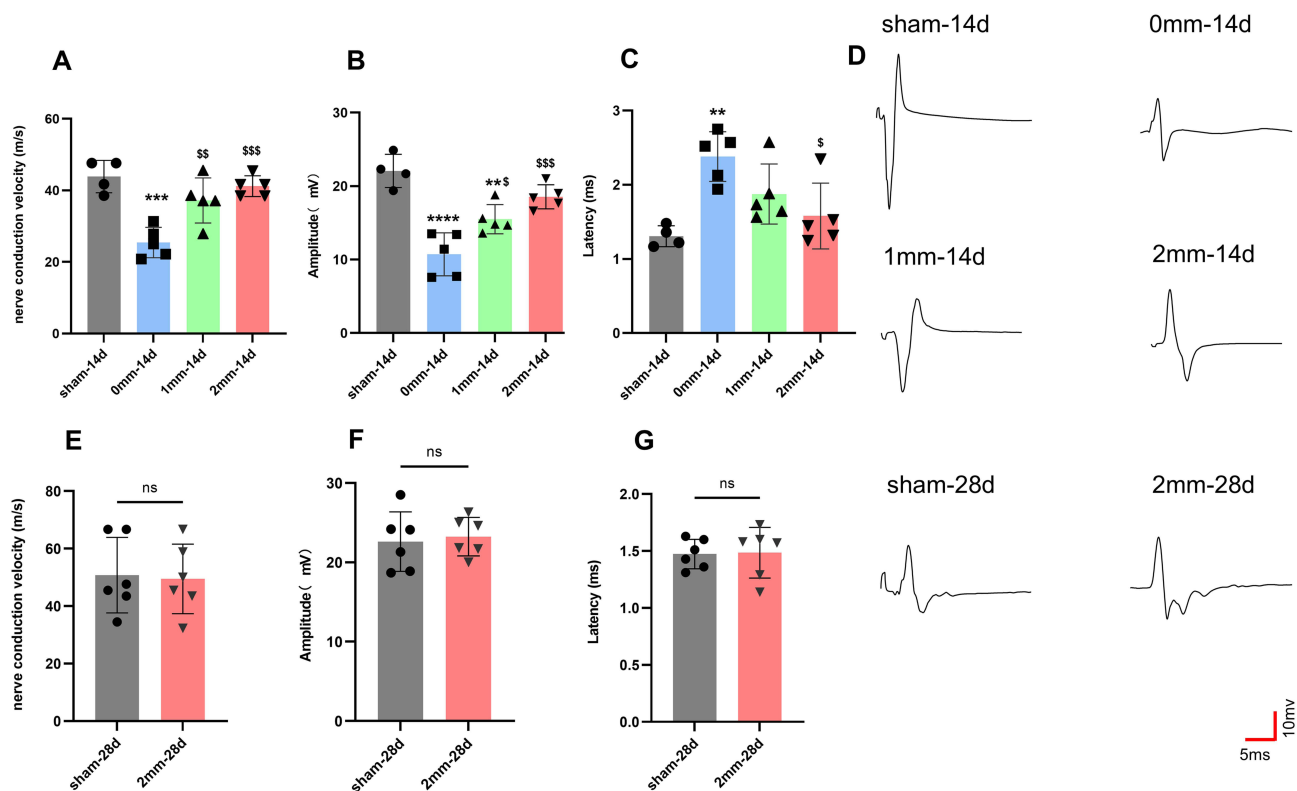 A
nerve conduction velocity (m/s)
60
40
20
0
***
$$
$$$
sham-14d
0mm-14d
1mm-14d
2mm-14d
B
Amplitude( mV)
30
20
10
0
****
**$
$$$
sham-14d
0mm-14d
1mm-14d
2mm-14d
C
Latency (ms)
3
2
1
0
**
$
sham-14d
0mm-14d
1mm-14d
2mm-14d
D
sham-14d
0mm-14d
1mm-14d
2mm-14d
sham-28d
2mm-28d
10mv
5ms
E
nerve conduction velocity (m/s)
80
60
40
20
0
ns
sham-28d
2mm-28d
F
Amplitude( mV)
30
20
10
0
ns
sham-28d
2mm-28d
G
Latency (ms)
2.0
1.5
1.0
0.5
0.0
ns
sham-28d
2mm-28d